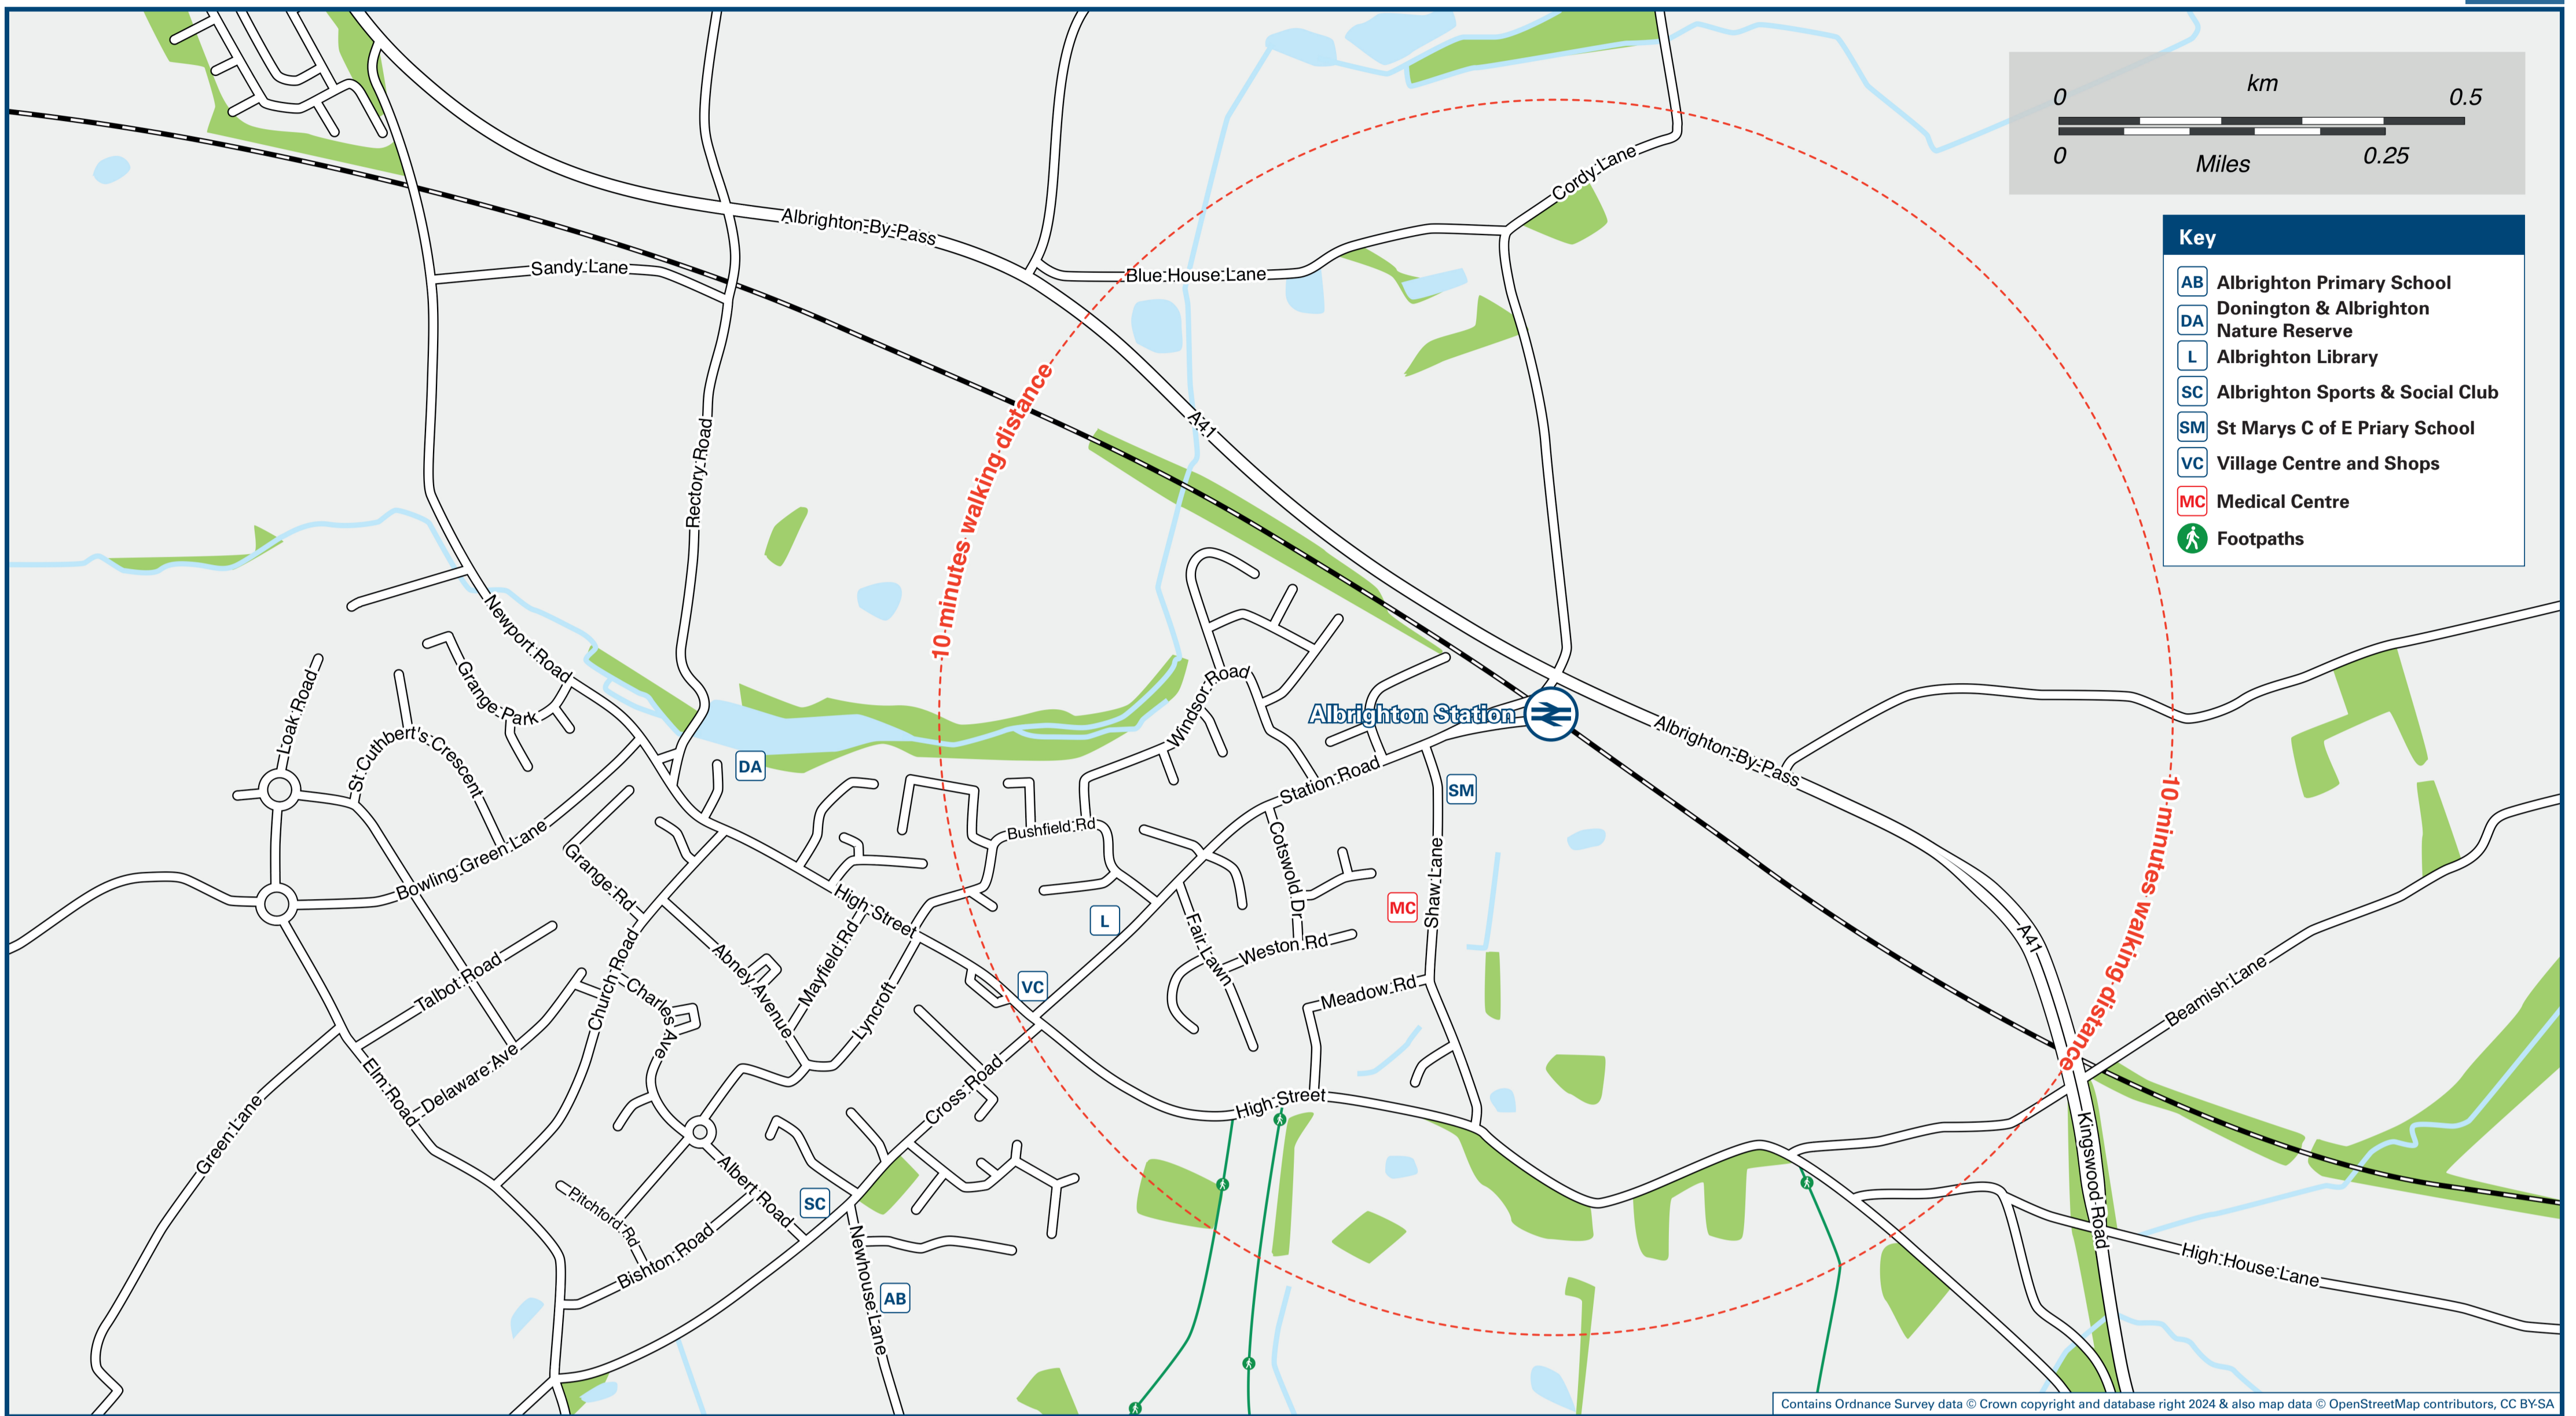 km
0
0.5
0
0.25
Miles
Key
AB Albrighton Primary School
DA Donington & Albrighton
Nature Reserve
L Albrighton Library
SC Albrighton Sports & Social Club
SM St Marys C of E Priary School
VC Village Centre and Shops
MC Medical Centre
Footpaths
Cordy Lane
Albrighton-By-Pass
Sandy Lane
Blue House Lane
10 minutes walking distance
A41
Rectory Road
Newport Road
Grange Park
Loak Road
St Cuthbert's Crescent
Windsor Road
Albrighton Station
Albrighton-By-Pass
DA
Station Road
SM
10 minutes walking distance
Bushfield Rd
Cotswold Dr
Bowling Green Lane
Grange Rd
High Street
Shaw Lane
MC
L
Fair Lawn
Weston Rd
A41
Church Road
Abney Avenue
Mayfield Rd
Talbot Road
Charles Ave
Lyncroft
VC
Meadow Rd
Beamish Lane
Delaware Ave
Elm Road
Cross Road
High Street
Green Lane
Kingswood Road
Albert Road
Pitchford Rd
SC
Bishton Road
Newhouse Lane
High House Lane
AB
Contains Ordnance Survey data © Crown copyright and database right 2024 & also map data © OpenStreetMap contributors, CC BY-SA